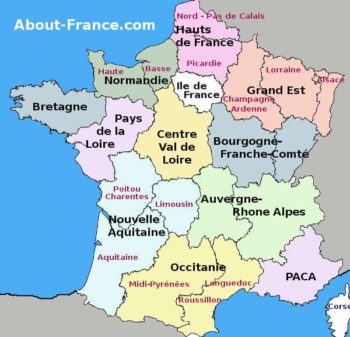 About-France.com
Nord - Pas de Calais
Hauts
de France
Picardie
Haute
Basse
Normandie
Ile de
France
Lorraine
Alsace
Grand Est
Champagne
Ardenne
Bretagne
Pays
de la
Loire
Centre
Val de
Loire
Bourgogne-
Franche-Comté
Poitou
Charentes
Limousin
Nouvelle
Aquitaine
Auvergne-
Rhone Alpes
Aquitaine
Occitanie
Midi-Pyrénées
Languedoc
Roussillon
PACA
Corse